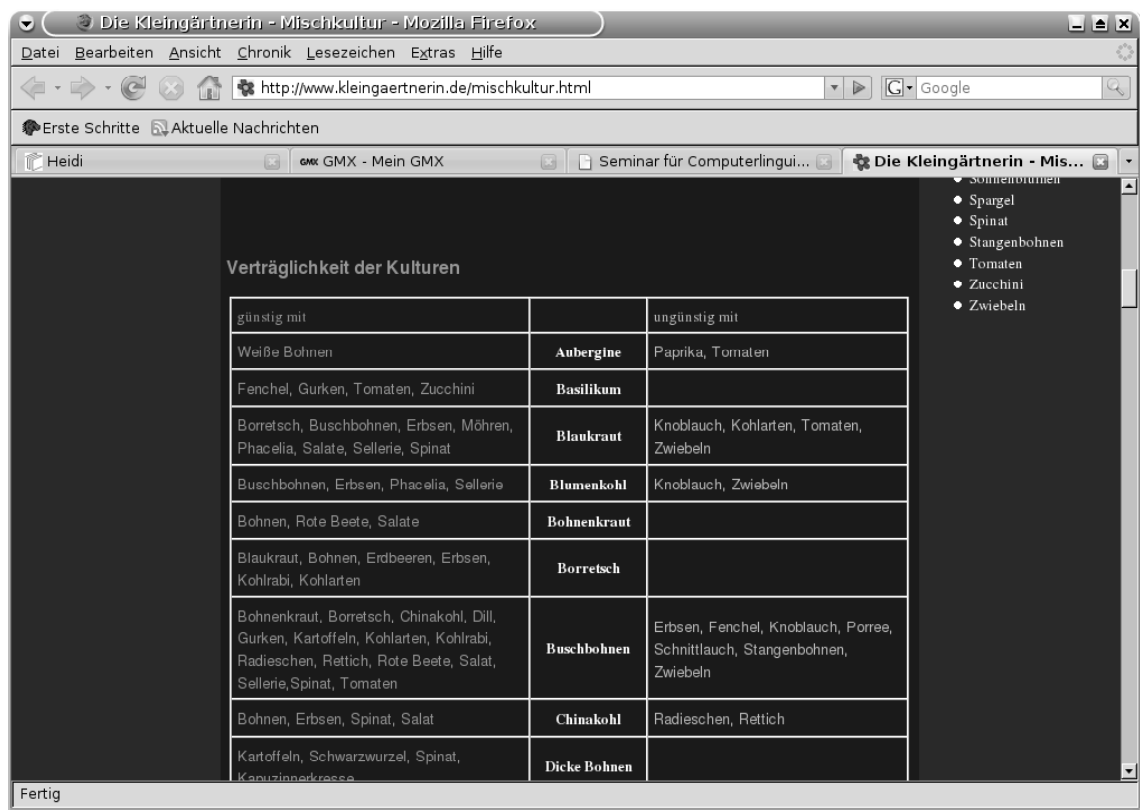 Die Kleingärtnerin - Mischkultur - Mozilla Firefox
Datei Bearbeiten Ansicht Chronik Lesezeichen Extras Hilfe
http://www.kleingaertnerin.de/mischkultur.html
G Google
Erste Schritte Aktuelle Nachrichten
Heidi
GMX GMX - Mein GMX
Seminar für Computerlingui...
Die Kleingärtnerin - Mis...
Sonnenblumen
Spargel
Spinat
Stangenbohnen
Tomaten
Zucchini
Zwiebeln
Verträglichkeit der Kulturen
günstig mit
ungünstig mit
Weiße Bohnen
Aubergine
Paprika, Tomaten
Fenchel, Gurken, Tomaten, Zucchini
Basilikum
Borretsch, Buschbohnen, Erbsen, Möhren,
Phacelia, Salate, Sellerie, Spinat
Blaukraut
Knoblauch, Kohlarten, Tomaten,
Zwiebeln
Buschbohnen, Erbsen, Phacelia, Sellerie
Blumenkohl
Knoblauch, Zwiebeln
Bohnen, Rote Beete, Salate
Bohnenkraut
Blaukraut, Bohnen, Erdbeeren, Erbsen,
Kohlrabi, Kohlarten
Borretsch
Bohnenkraut, Borretsch, Chinakohl, Dill,
Gurken, Kartoffeln, Kohlarten, Kohlrabi,
Radieschen, Rettich, Rote Beete, Salat,
Sellerie,Spinat, Tomaten
Buschbohnen
Erbsen, Fenchel, Knoblauch, Porree,
Schnittlauch, Stangenbohnen,
Zwiebeln
Bohnen, Erbsen, Spinat, Salat
Chinakohl
Radieschen, Rettich
Kartoffeln, Schwarzwurzel, Spinat,
Kapuzinnerkresse
Dicke Bohnen
Fertig